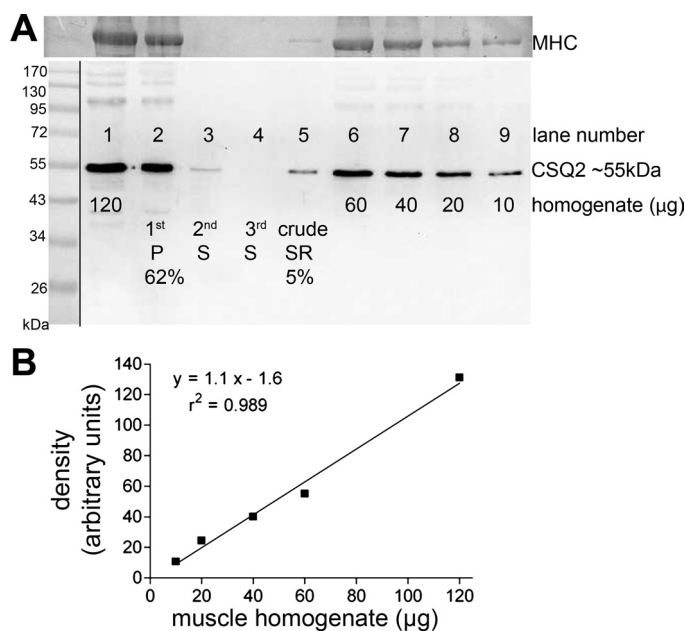 A
MHC
170
130
95
72
55
43
34
26
kDa
1 2 3 4 5 6 7 8 9 lane number
CSQ2 ~55kDa
120 60 40 20 10 homogenate (µg)
1st 2nd 3rd crude
P S S SR
62% 5%
B
y = 1.1 x - 1.6
r2 = 0.989
density
(arbitrary units)
140
120
100
80
60
40
20
0
0 20 40 60 80 100 120
muscle homogenate (µg)